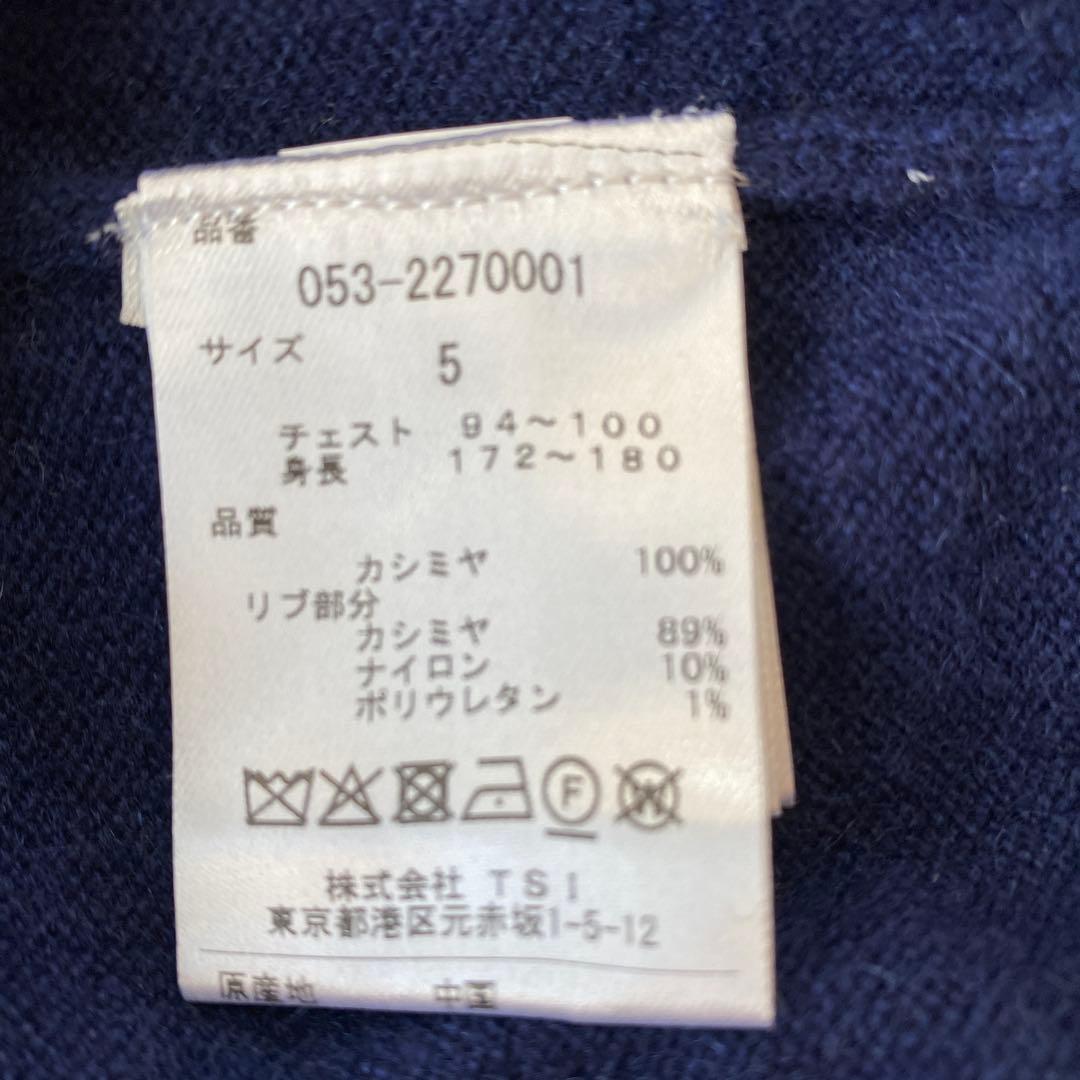 品番
053-2270001
サイズ 5
チェスト 94～100
身長 172～180
品質
カシミヤ 100%
リブ部分
カシミヤ 89%
ナイロン 10%
ポリウレタン 1%
F W
株式会社 TSI
東京都港区元赤坂1-5-12
原産地 中国